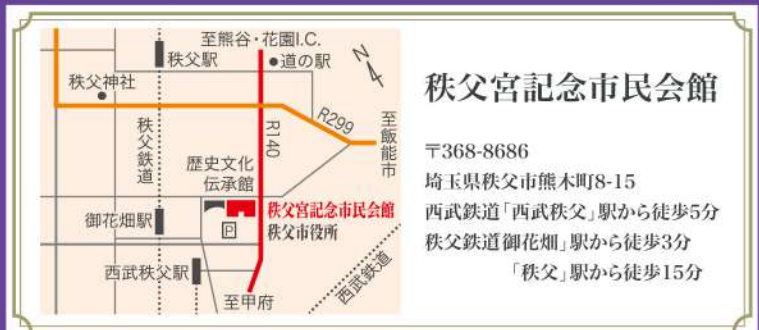 至熊谷・花園I.C.
秩父駅
●道の駅
N
秩父神社
秩父鉄道
R299
至飯能市
R140
歴史文化
伝承館
秩父宮記念市民会館
秩父市役所
P
御花畑駅
西武秩父駅
至甲府
西武鉄道
秩父宮記念市民会館
〒368-8686
埼玉県秩父市熊木町8-15
西武鉄道「西武秩父」駅から徒歩5分
秩父鉄道御花畑」駅から徒歩3分
「秩父」駅から徒歩15分